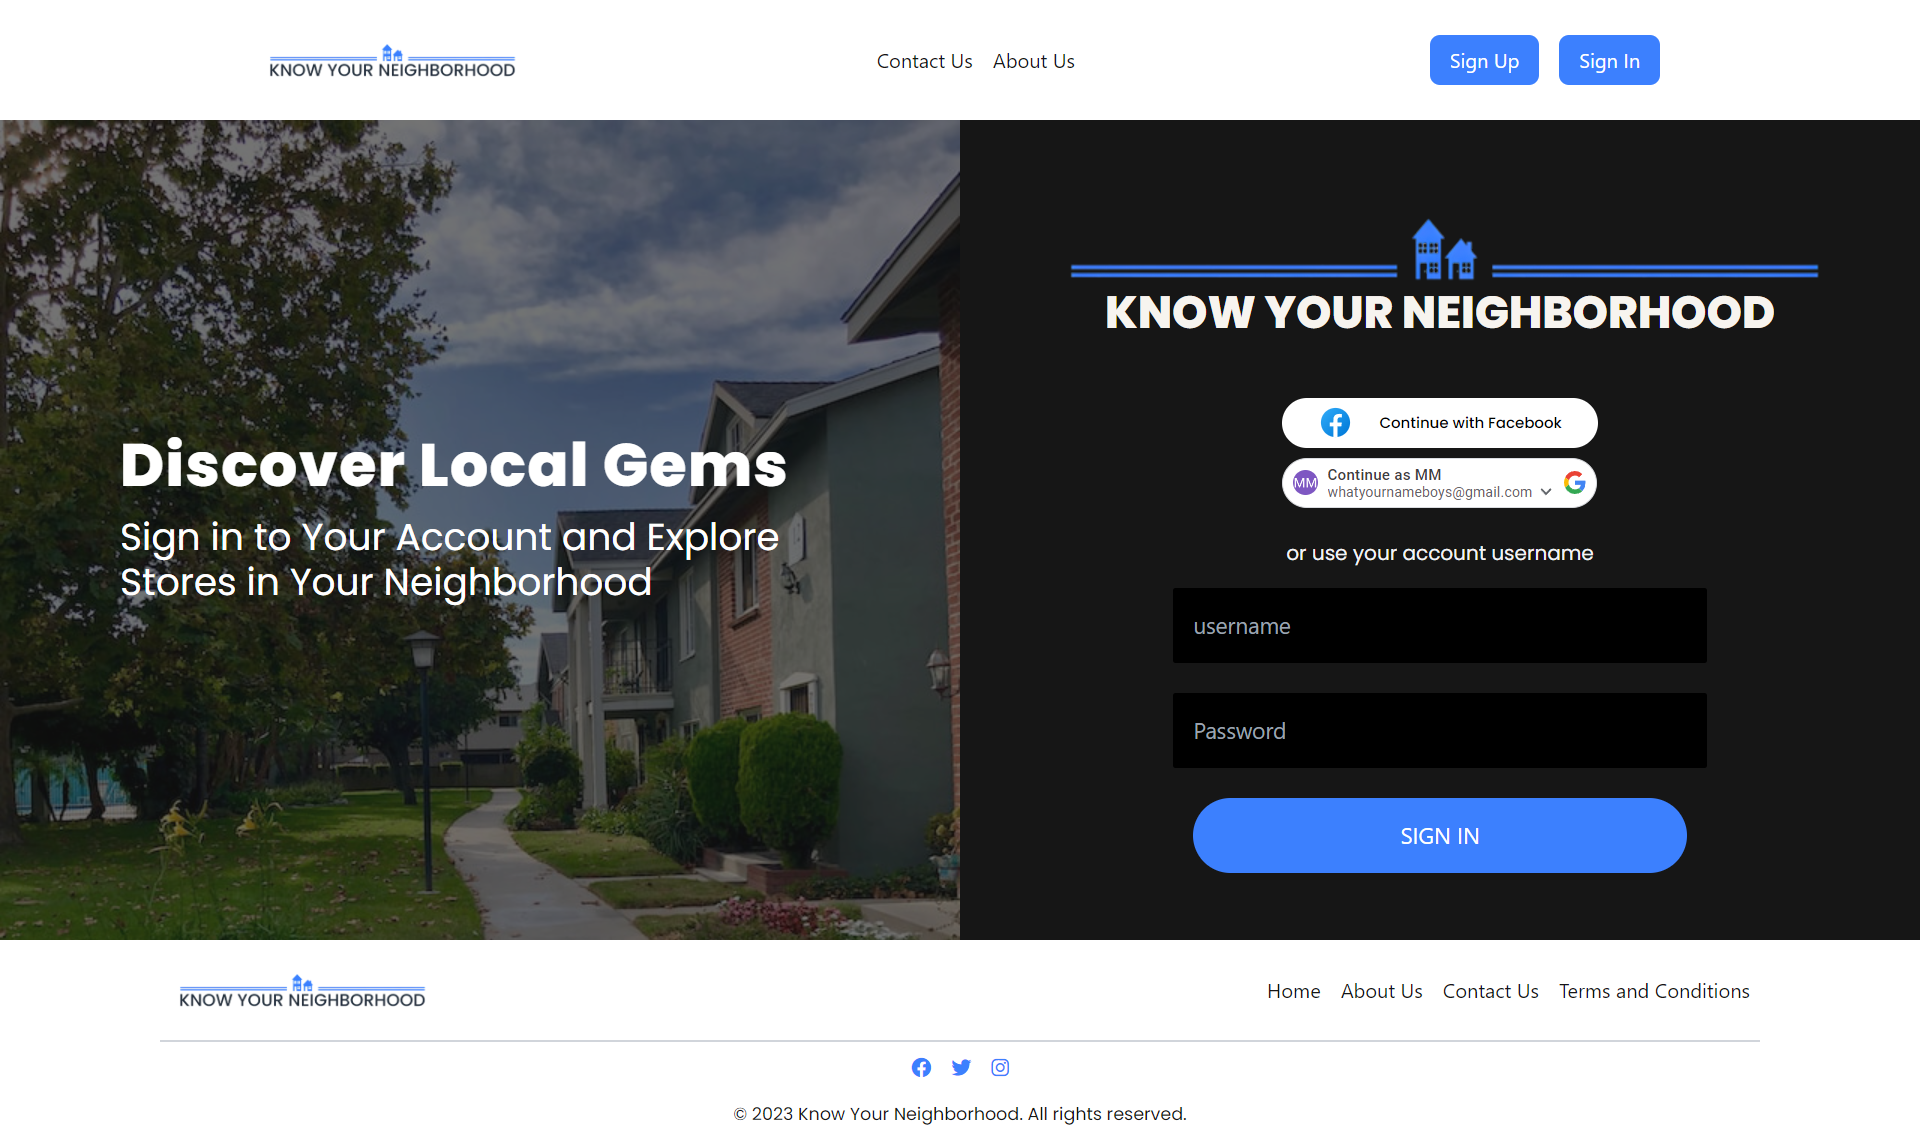 KNOW YOUR NEIGHBORHOOD
Contact Us
About Us
Sign Up
Sign In
Discover Local Gems
Sign in to Your Account and Explore
Stores in Your Neighborhood
KNOW YOUR NEIGHBORHOOD
Continue with Facebook
MM
Continue as MM
whatyournameboys@gmail.com
or use your account username
username
Password
SIGN IN
KNOW YOUR NEIGHBORHOOD
Home
About Us
Contact Us
Terms and Conditions
© 2023 Know Your Neighborhood. All rights reserved.